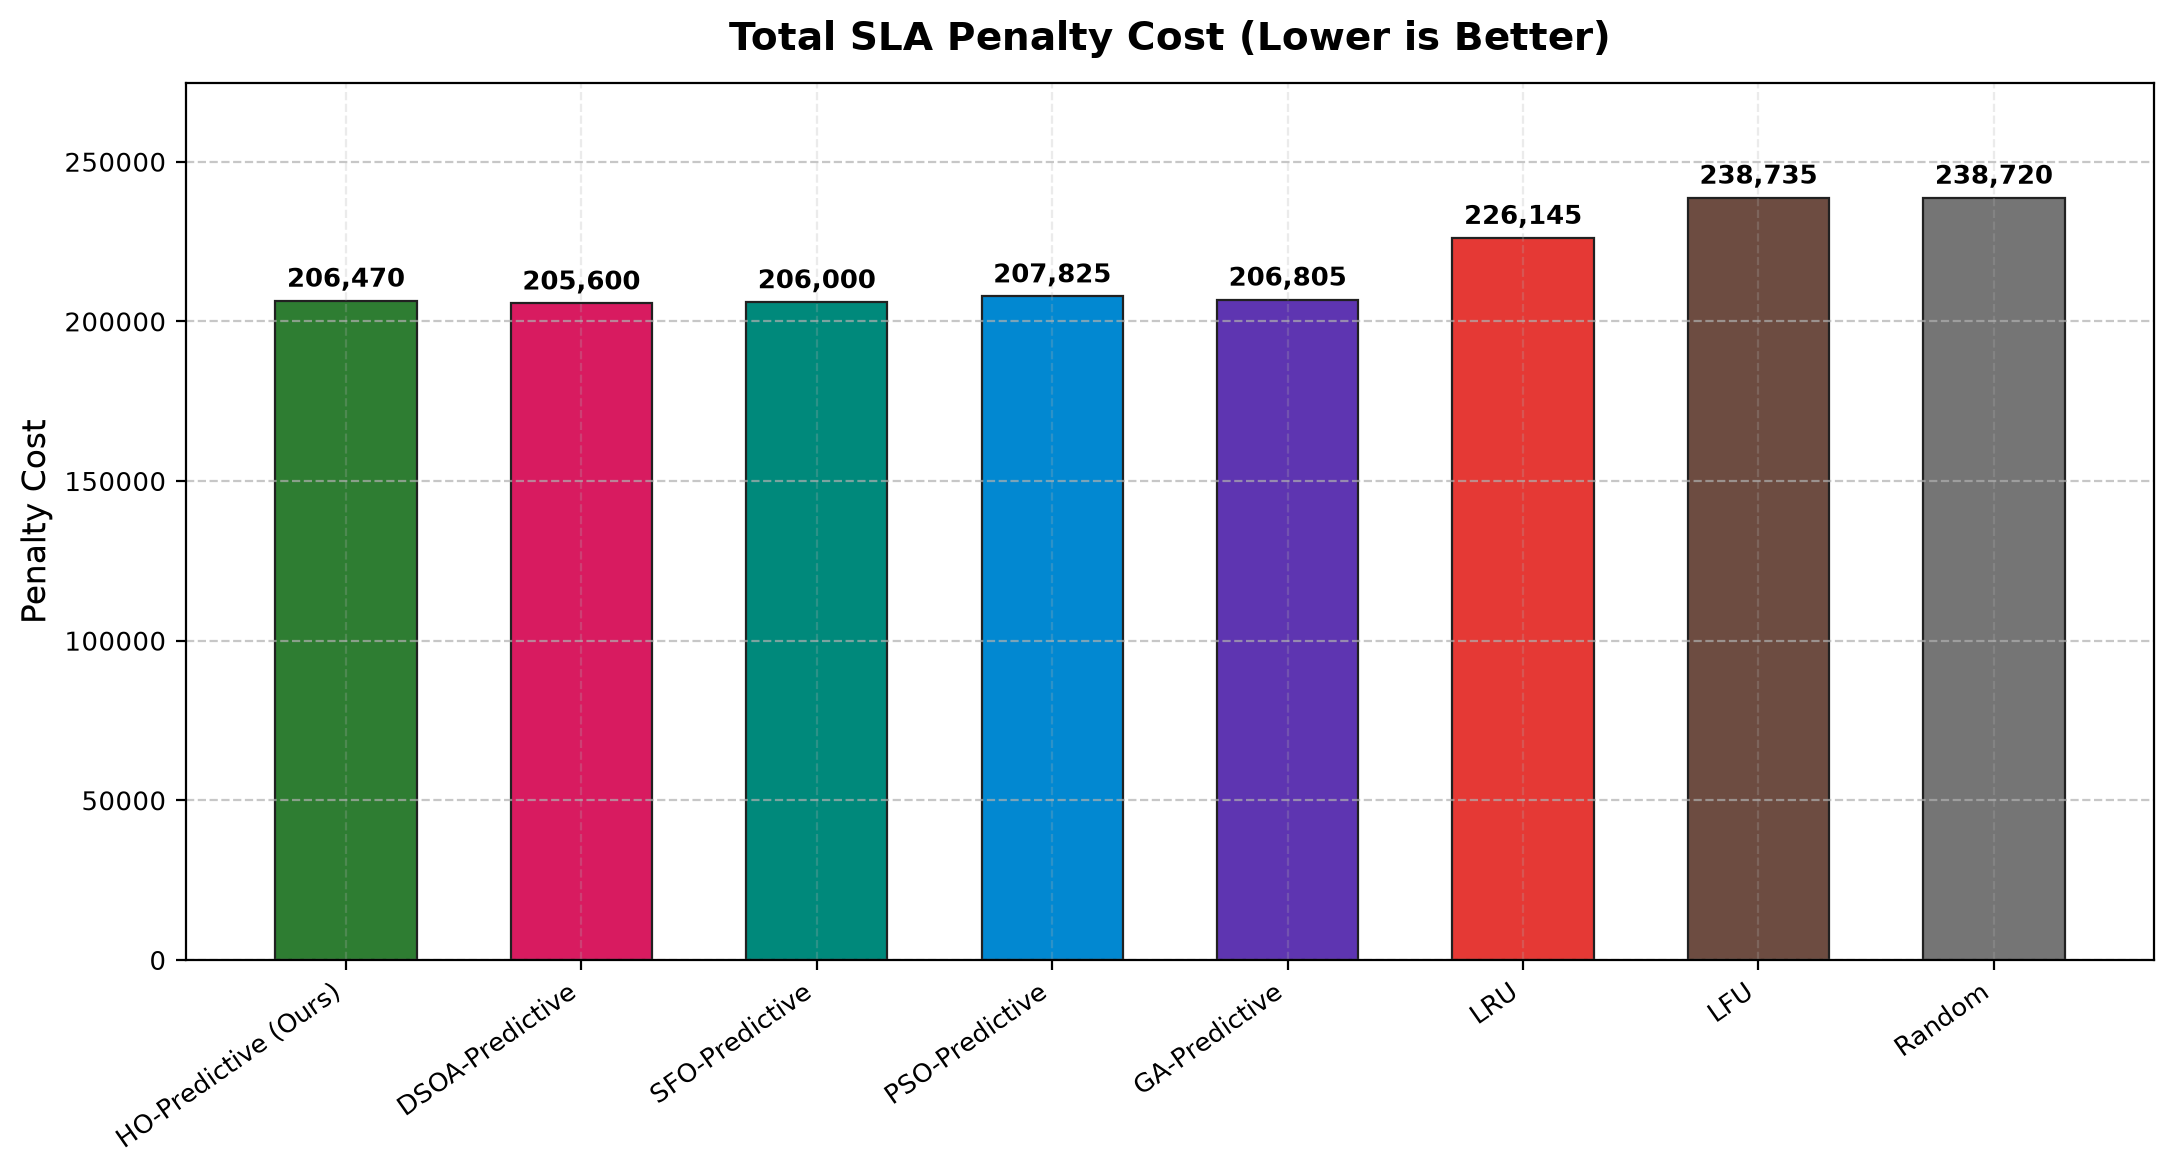 Total SLA Penalty Cost (Lower is Better)
Penalty Cost
250000
200000
150000
100000
50000
0
206,470
205,600
206,000
207,825
206,805
226,145
238,735
238,720
HO-Predictive (Ours)
DSOA-Predictive
SFO-Predictive
PSO-Predictive
GA-Predictive
LRU
LFU
Random